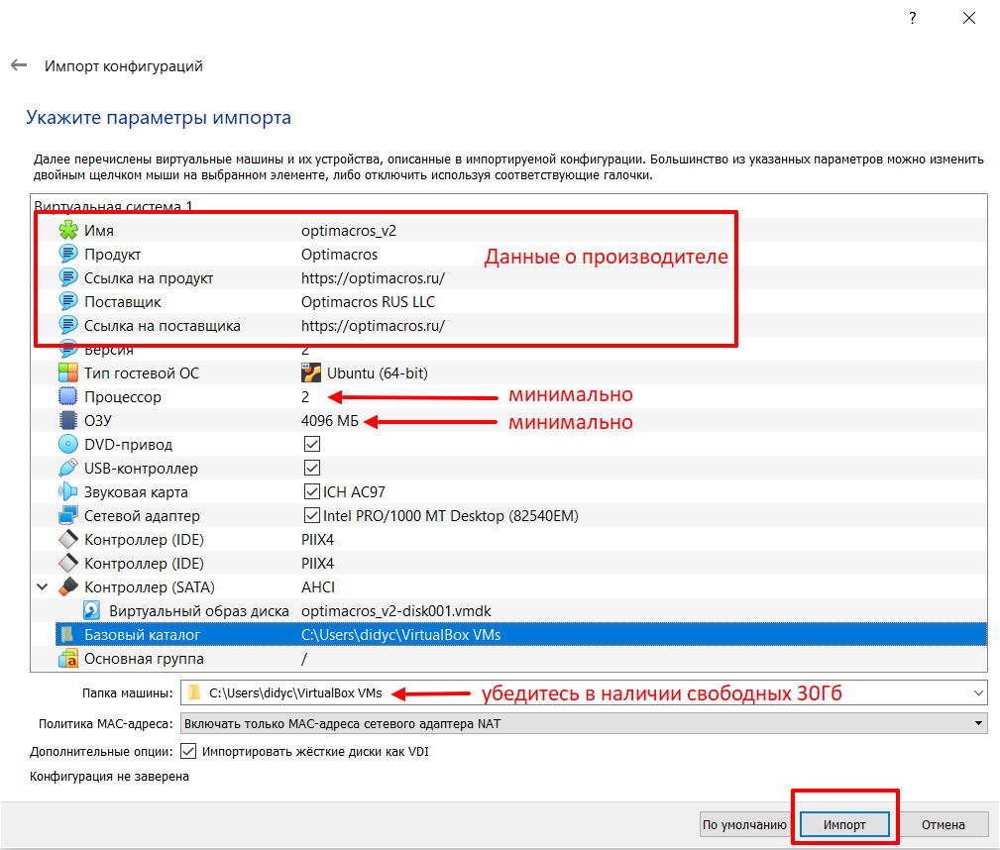 ?
Импорт конфигураций
Укажите параметры импорта
Далее перечислены виртуальные машины и их устройства, описанные в импортируемой конфигурации. Большинство из указанных параметров можно изменить
двойным щелчком мыши на выбранном элементе, либо отключить используя соответствующие галочки.
Виртуальная система 1
Имя optimacros_v2
Продукт Optimacros
Данные о производителе
Ссылка на продукт https://optimacros.ru/
Поставщик Optimacros RUS LLC
Ссылка на поставщика https://optimacros.ru/
Версия 2
Тип гостевой ОС Ubuntu (64-bit)
Процессор 2 минимально
ОЗУ 4096 МБ минимально
DVD-привод
USB-контроллер
Звуковая карта ICH AC97
Сетевой адаптер Intel PRO/1000 MT Desktop (82540EM)
Контроллер (IDE) PIIX4
Контроллер (IDE) PIIX4
Контроллер (SATA) AHCI
Виртуальный образ диска optimacros_v2-disk001.vmdk
Базовый каталог C:\Users\didyc\VirtualBox VMs
Основная группа /
Папка машины: C:\Users\didyc\VirtualBox VMs убедитесь в наличии свободных 30Гб
Политика MAC-адреса: Включать только MAC-адреса сетевого адаптера NAT
Дополнительные опции: Импортировать жёсткие диски как VDI
Конфигурация не заверена
По умолчанию Импорт Отмена